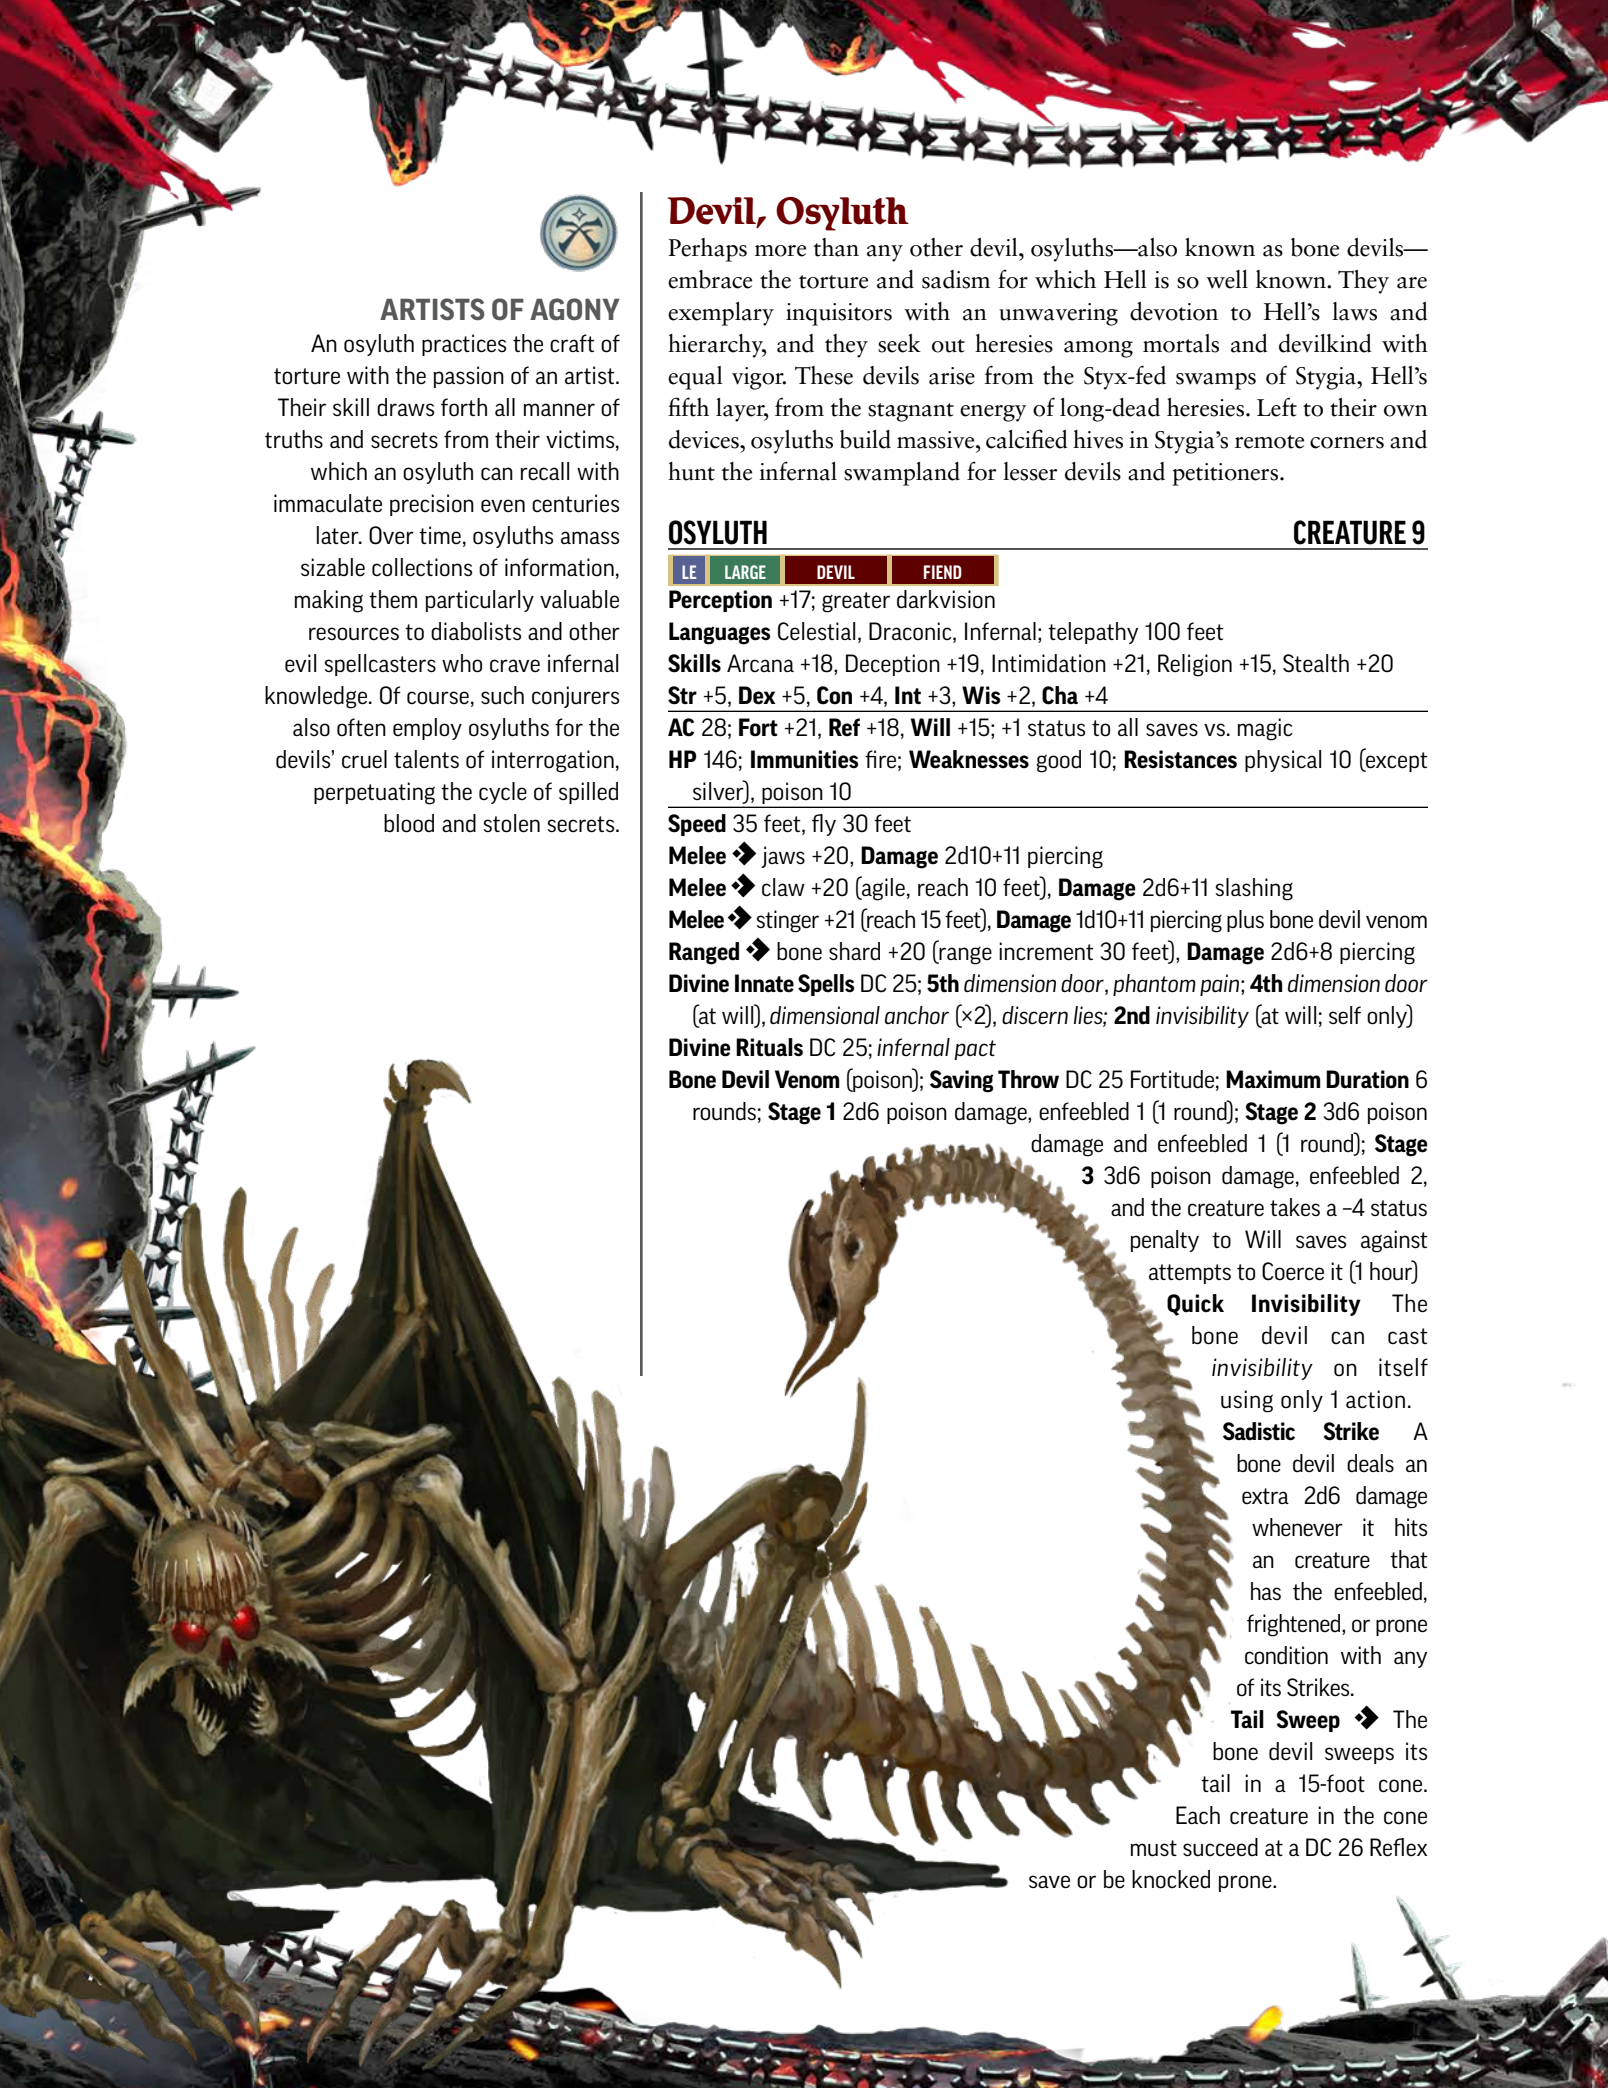 ARTISTS OF AGONY
An osyluth practices the craft of
torture with the passion of an artist.
Their skill draws forth all manner of
truths and secrets from their victims,
which an osyluth can recall with
immaculate precision even centuries
later. Over time, osyluths amass
sizable collections of information,
making them particularly valuable
resources to diabolists and other
evil spellcasters who crave infernal
knowledge. Of course, such conjurers
also often employ osyluths for the
devils’ cruel talents of interrogation,
perpetuating the cycle of spilled
blood and stolen secrets.
Devil, Osyluth
Perhaps more than any other devil, osyluths—also known as bone devils—
embrace the torture and sadism for which Hell is so well known. They are
exemplary inquisitors with an unwavering devotion to Hell’s laws and
hierarchy, and they seek out heresies among mortals and devilkind with
equal vigor. These devils arise from the Styx-fed swamps of Stygia, Hell’s
fifth layer, from the stagnant energy of long-dead heresies. Left to their own
devices, osyluths build massive, calcified hives in Stygia’s remote corners and
hunt the infernal swampland for lesser devils and petitioners.
OSYLUTH CREATURE 9
LE LARGE DEVIL FIEND
Perception +17; greater darkvision
Languages Celestial, Draconic, Infernal; telepathy 100 feet
Skills Arcana +18, Deception +19, Intimidation +21, Religion +15, Stealth +20
Str +5, Dex +5, Con +4, Int +3, Wis +2, Cha +4
AC 28; Fort +21, Ref +18, Will +15; +1 status to all saves vs. magic
HP 146; Immunities fire; Weaknesses good 10; Resistances physical 10 (except
silver), poison 10
Speed 35 feet, fly 30 feet
Melee jaws +20, Damage 2d10+11 piercing
Melee claw +20 (agile, reach 10 feet), Damage 2d6+11 slashing
Melee stinger +21 (reach 15 feet), Damage 1d10+11 piercing plus bone devil venom
Ranged bone shard +20 (range increment 30 feet), Damage 2d6+8 piercing
Divine Innate Spells DC 25; 5th dimension door, phantom pain; 4th dimension door
(at will), dimensional anchor (×2), discern lies; 2nd invisibility (at will; self only)
Divine Rituals DC 25; infernal pact
Bone Devil Venom (poison); Saving Throw DC 25 Fortitude; Maximum Duration 6
rounds; Stage 1 2d6 poison damage, enfeebled 1 (1 round); Stage 2 3d6 poison
damage and enfeebled 1 (1 round); Stage
3 3d6 poison damage, enfeebled 2,
and the creature takes a –4 status
penalty to Will saves against
attempts to Coerce it (1 hour)
Quick Invisibility The
bone devil can cast
invisibility on itself
using only 1 action.
Sadistic Strike A
bone devil deals an
extra 2d6 damage
whenever it hits
an creature that
has the enfeebled,
frightened, or prone
condition with any
of its Strikes.
Tail Sweep The
bone devil sweeps its
tail in a 15-foot cone.
Each creature in the cone
must succeed at a DC 26 Reflex
save or be knocked prone.